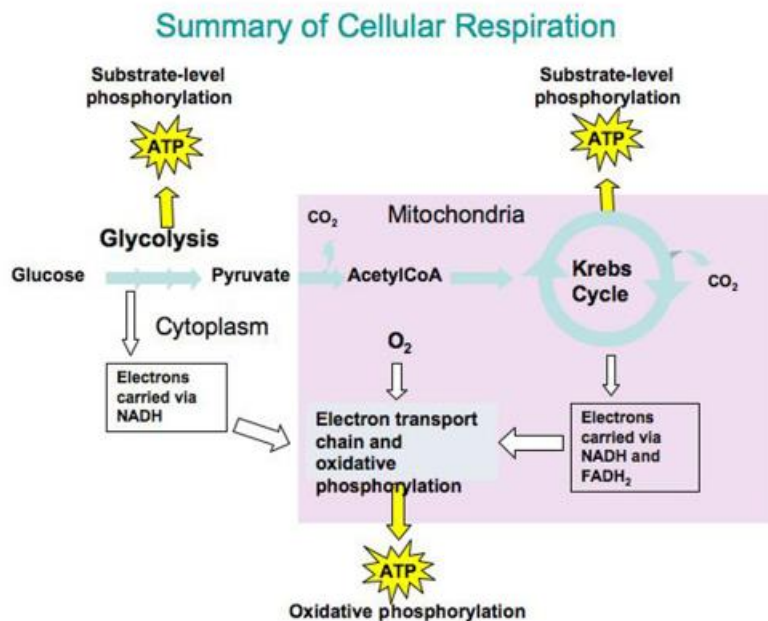 Summary of Cellular Respiration
Substrate-level
phosphorylation
ATP
Substrate-level
phosphorylation
ATP
CO₂
Mitochondria
Glycolysis
Glucose
Pyruvate
AcetylCoA
Krebs
Cycle
CO₂
Cytoplasm
O₂
Electrons
carried via
NADH
Electron transport
chain and
oxidative
phosphorylation
Electrons
carried via
NADH and
FADH₂
ATP
Oxidative phosphorylation